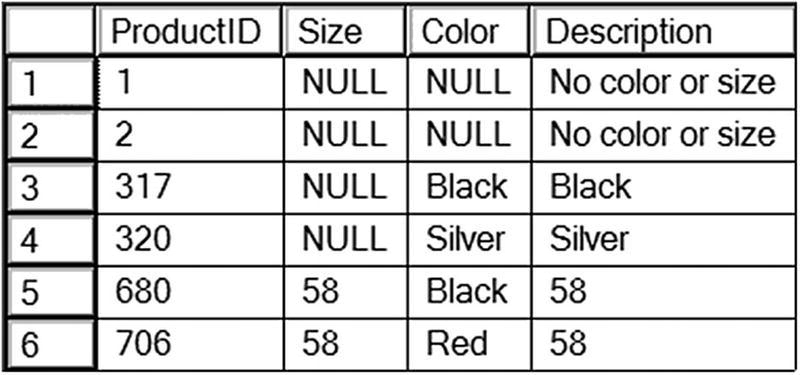 ProductID Size Color Description
1 1 NULL NULL No color or size
2 2 NULL NULL No color or size
3 317 NULL Black Black
4 320 NULL Silver Silver
5 680 58 Black 58
6 706 58 Red 58